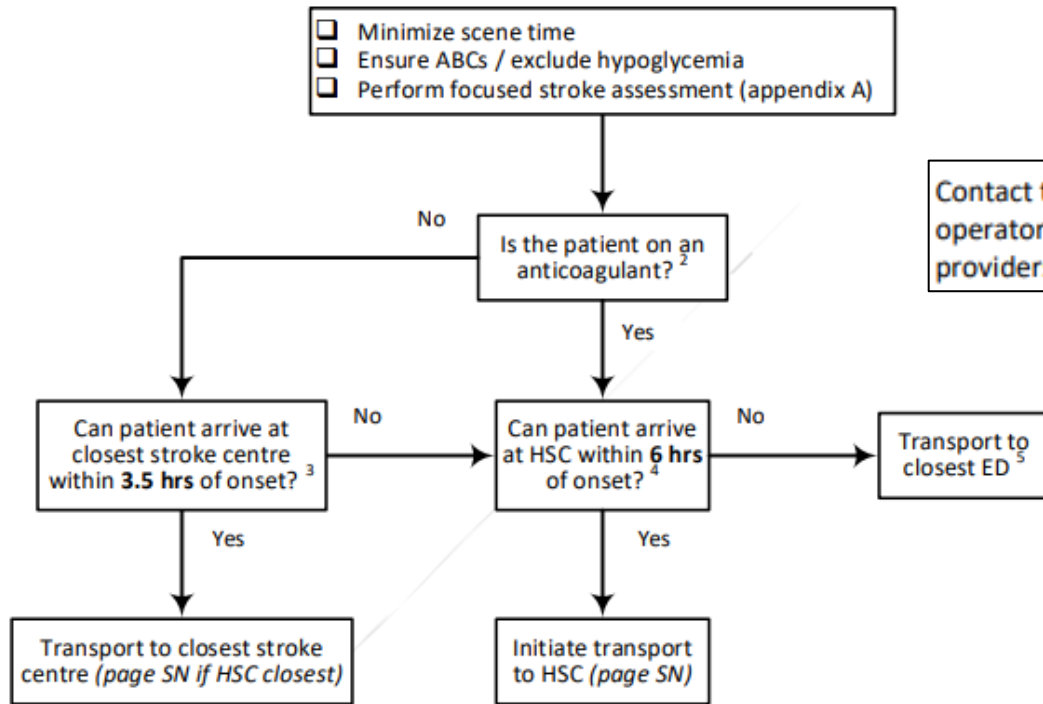 ❑ Minimize scene time
❑ Ensure ABCs / exclude hypoglycemia
❑ Perform focused stroke assessment (appendix A)
Contact
operator
provider
No
Is the patient on an
anticoagulant? 2
Yes
Can patient arrive at
closest stroke centre
within 3.5 hrs of onset? 3
No
Can patient arrive
at HSC within 6 hrs
of onset? 4
No
Transport to
closest ED 5
Yes
Yes
Transport to closest stroke
centre (page SN if HSC closest)
Initiate transport
to HSC (page SN)